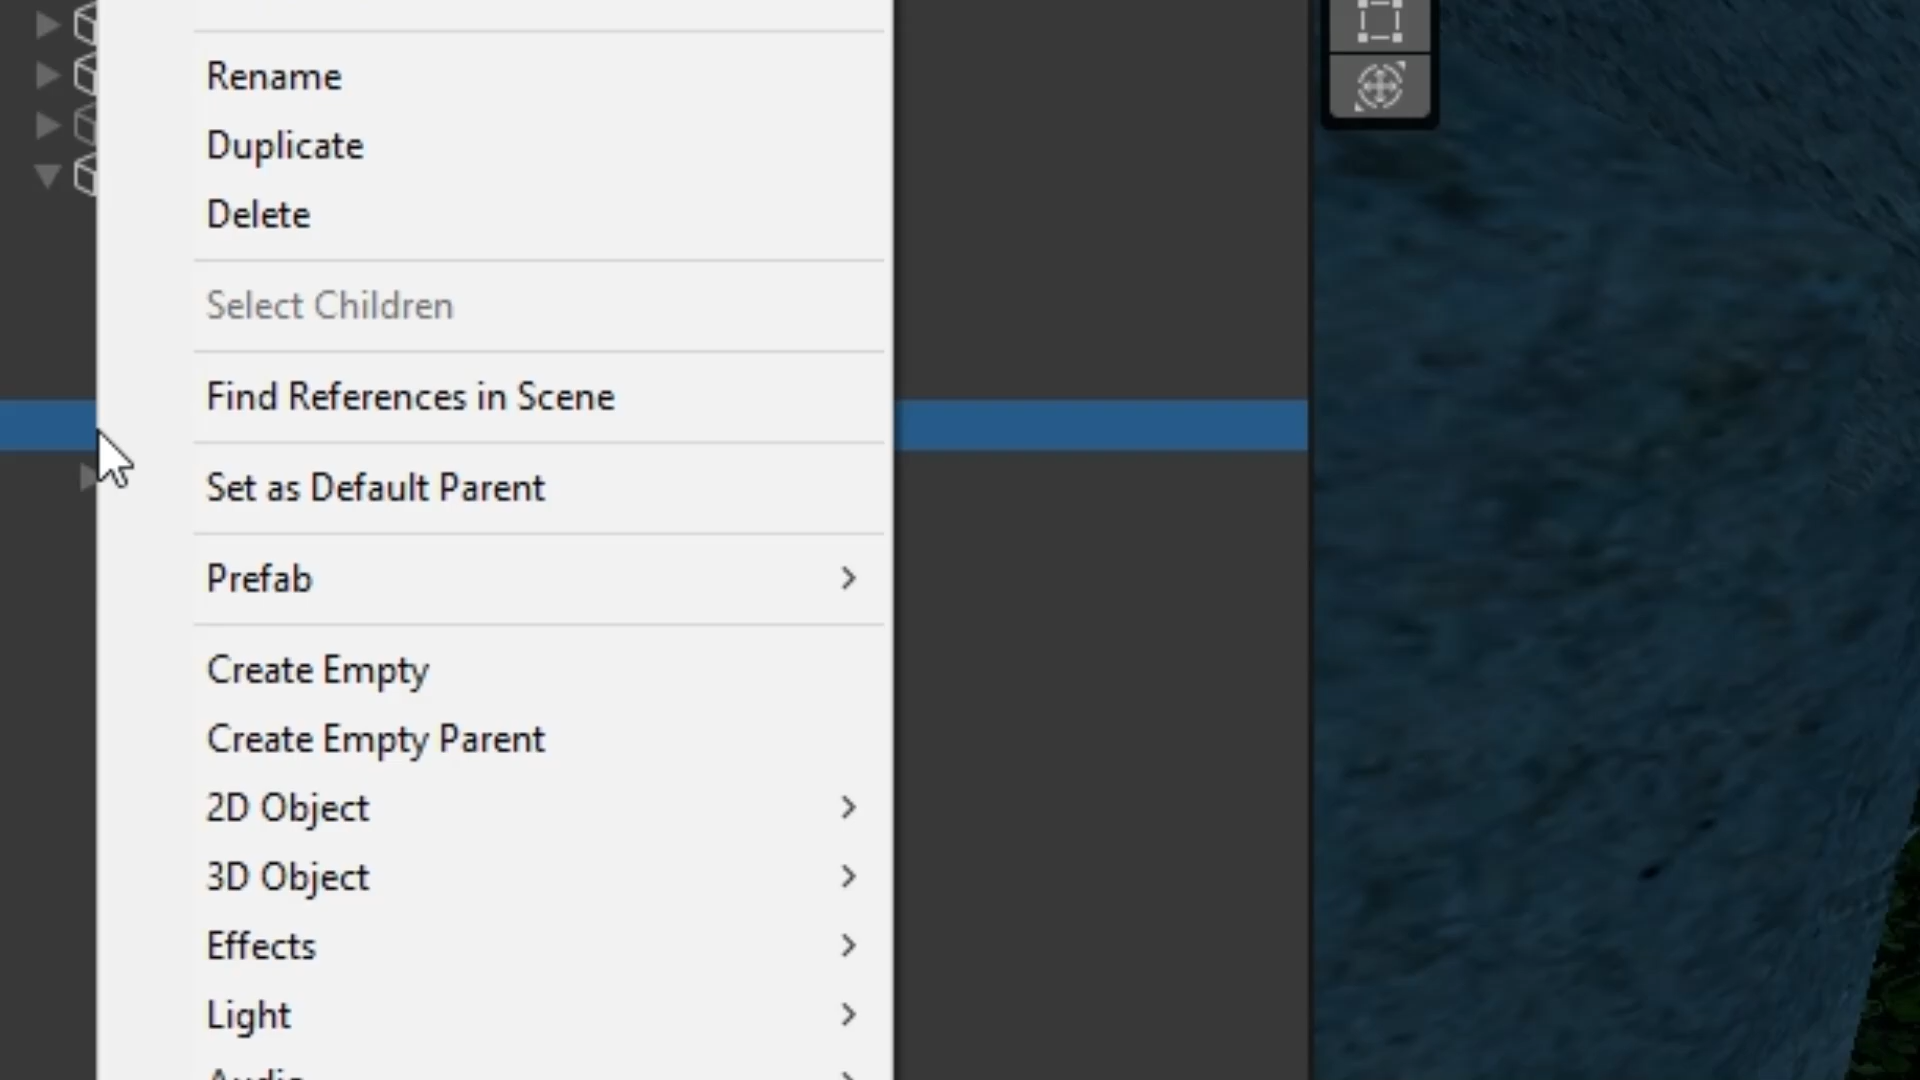 Rename
Duplicate
Delete
Select Children
Find References in Scene
Set as Default Parent
Prefab
Create Empty
Create Empty Parent
2D Object
3D Object
Effects
Light
Audio